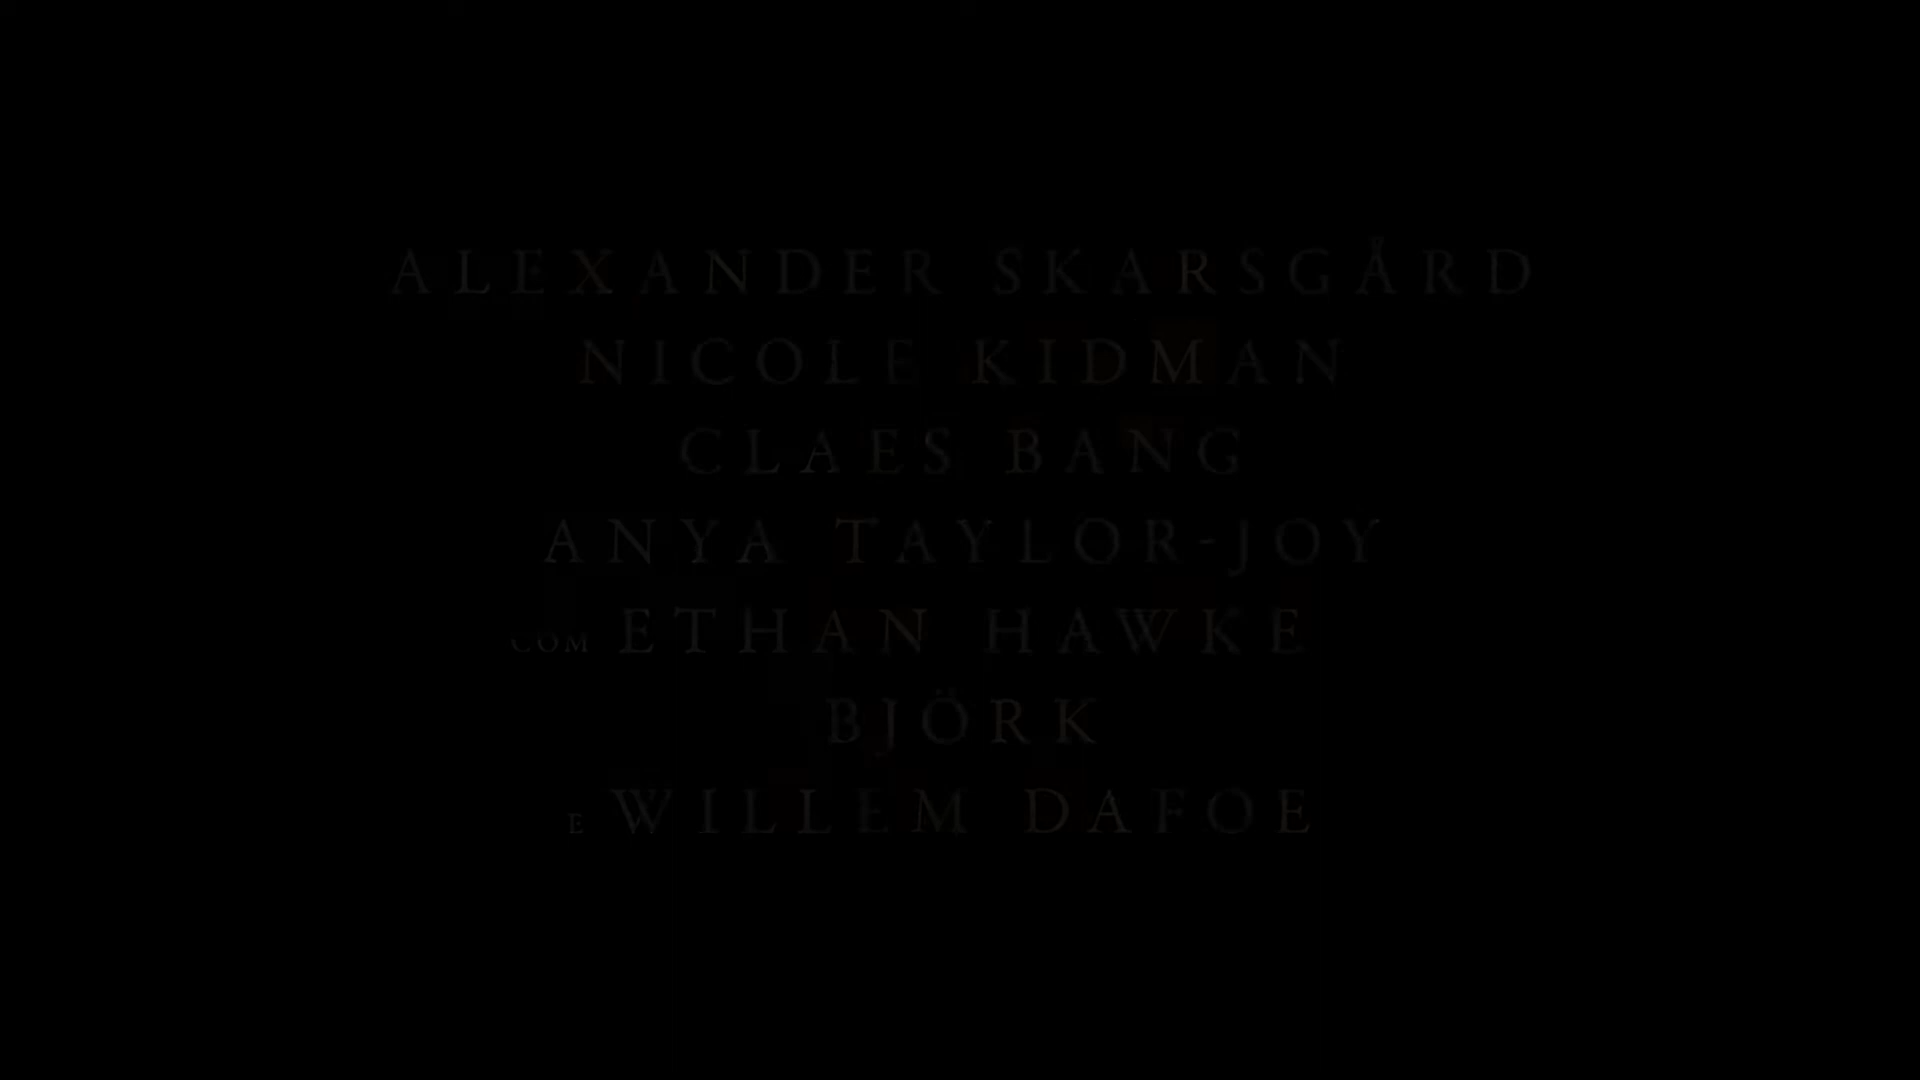 ALEXANDER SKARSGÅRD
NICOLE KIDMAN
CLAES BANG
ANYA TAYLOR-JOY
COM ETHAN HAWKE
BJÖRK
E WILLEM DAFOE